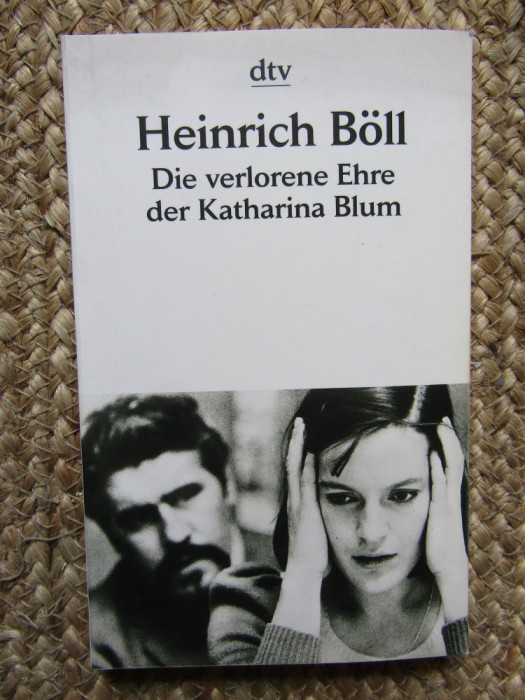 dtv
Heinrich Böll
Die verlorene Ehre
der Katharina Blum